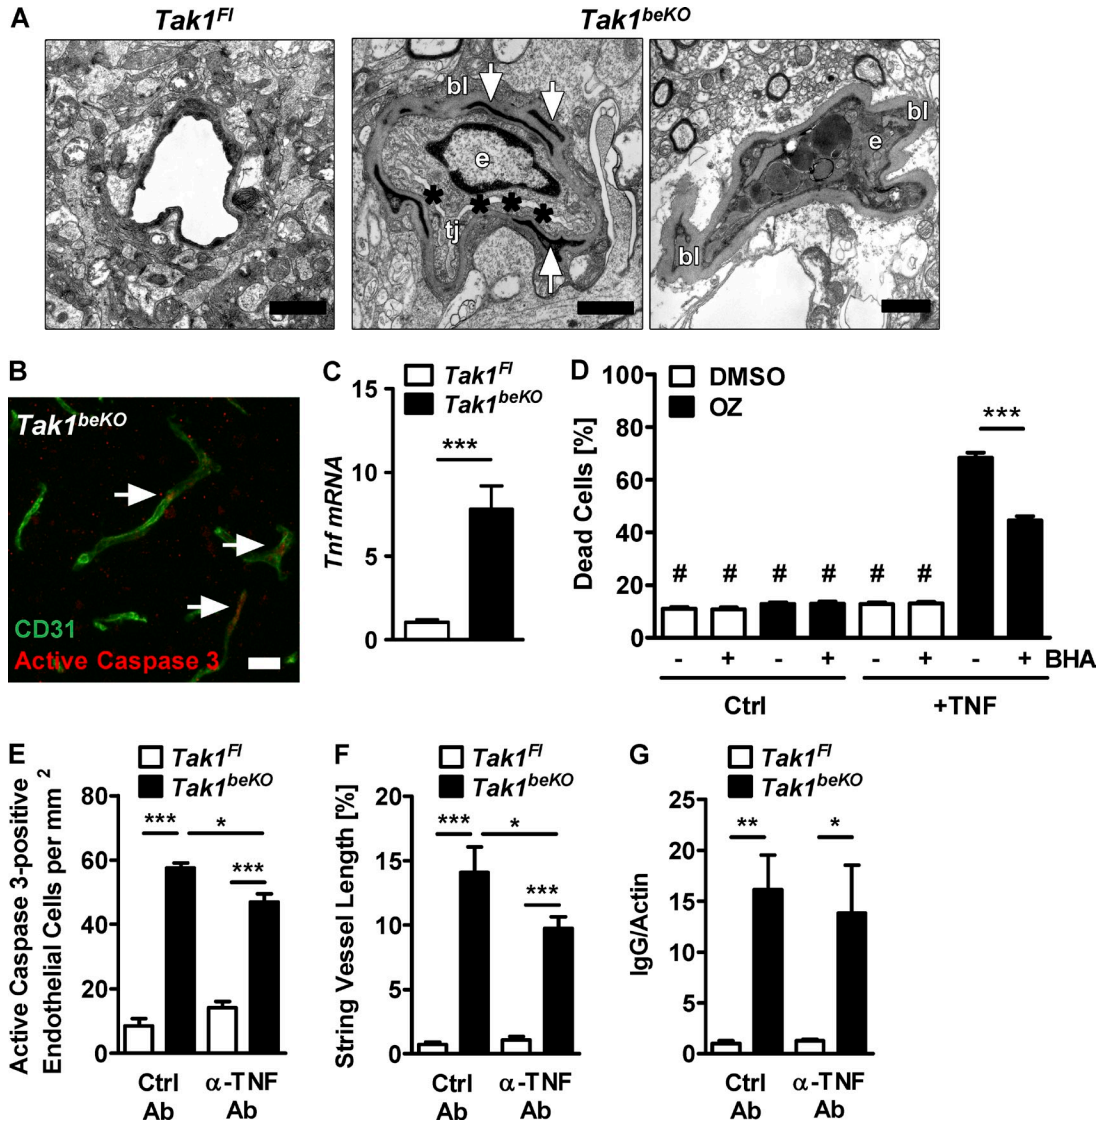 A
Tak1Fl
Tak1beKO
bl
e
tj
bl
e
bl
B
Tak1beKO
CD31
Active Caspase 3
C
Tak1Fl
Tak1beKO
***
15
10
5
0
Tnf mRNA
D
DMSO
OZ
100
80
60
40
20
0
Dead Cells [%]
# # # # # # ***
- + - + - + - + BHA
Ctrl +TNF
E
Tak1Fl
Tak1beKO
Active Caspase 3-positive
Endothelial Cells per mm2
80
60
40
20
0
*** *
***
Ctrl α-TNF
Ab Ab
F
Tak1Fl
Tak1beKO
String Vessel Length [%]
20
15
10
5
0
*** *
***
Ctrl α-TNF
Ab Ab
G
Tak1Fl
Tak1beKO
IgG/Actin
25
20
15
10
5
0
** *
Ctrl α-TNF
Ab Ab